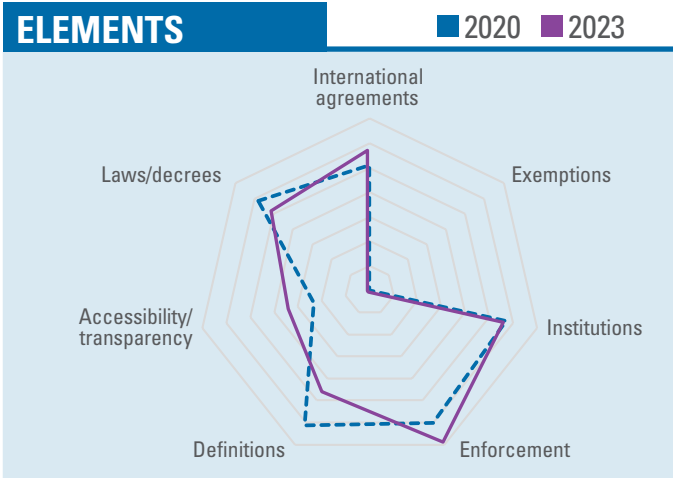 ELEMENTS
2020 2023
International
agreements
Laws/decrees
Exemptions
Accessibility/
transparency
Institutions
Definitions
Enforcement